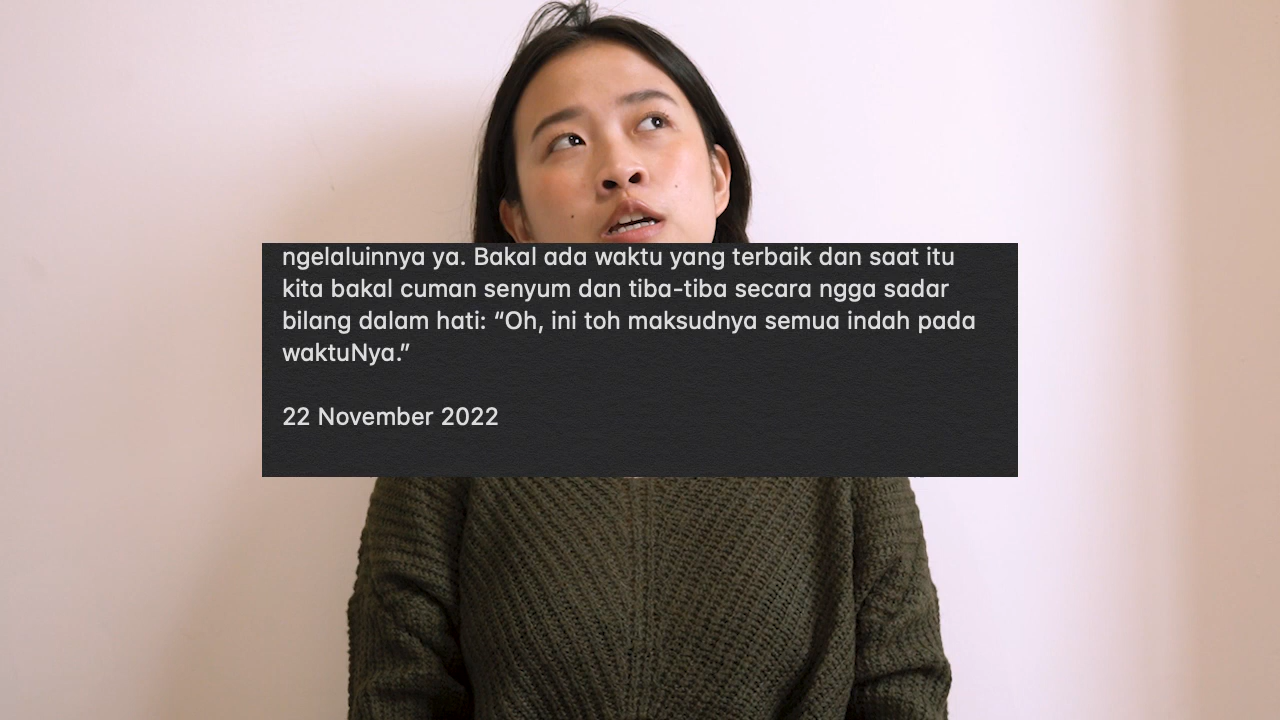 ngelaluinnya ya. Bakal ada waktu yang terbaik dan saat itu
kita bakal cuman senyum dan tiba-tiba secara ngga sadar
bilang dalam hati: “Oh, ini toh maksudnya semua indah pada
waktuNya.”
22 November 2022